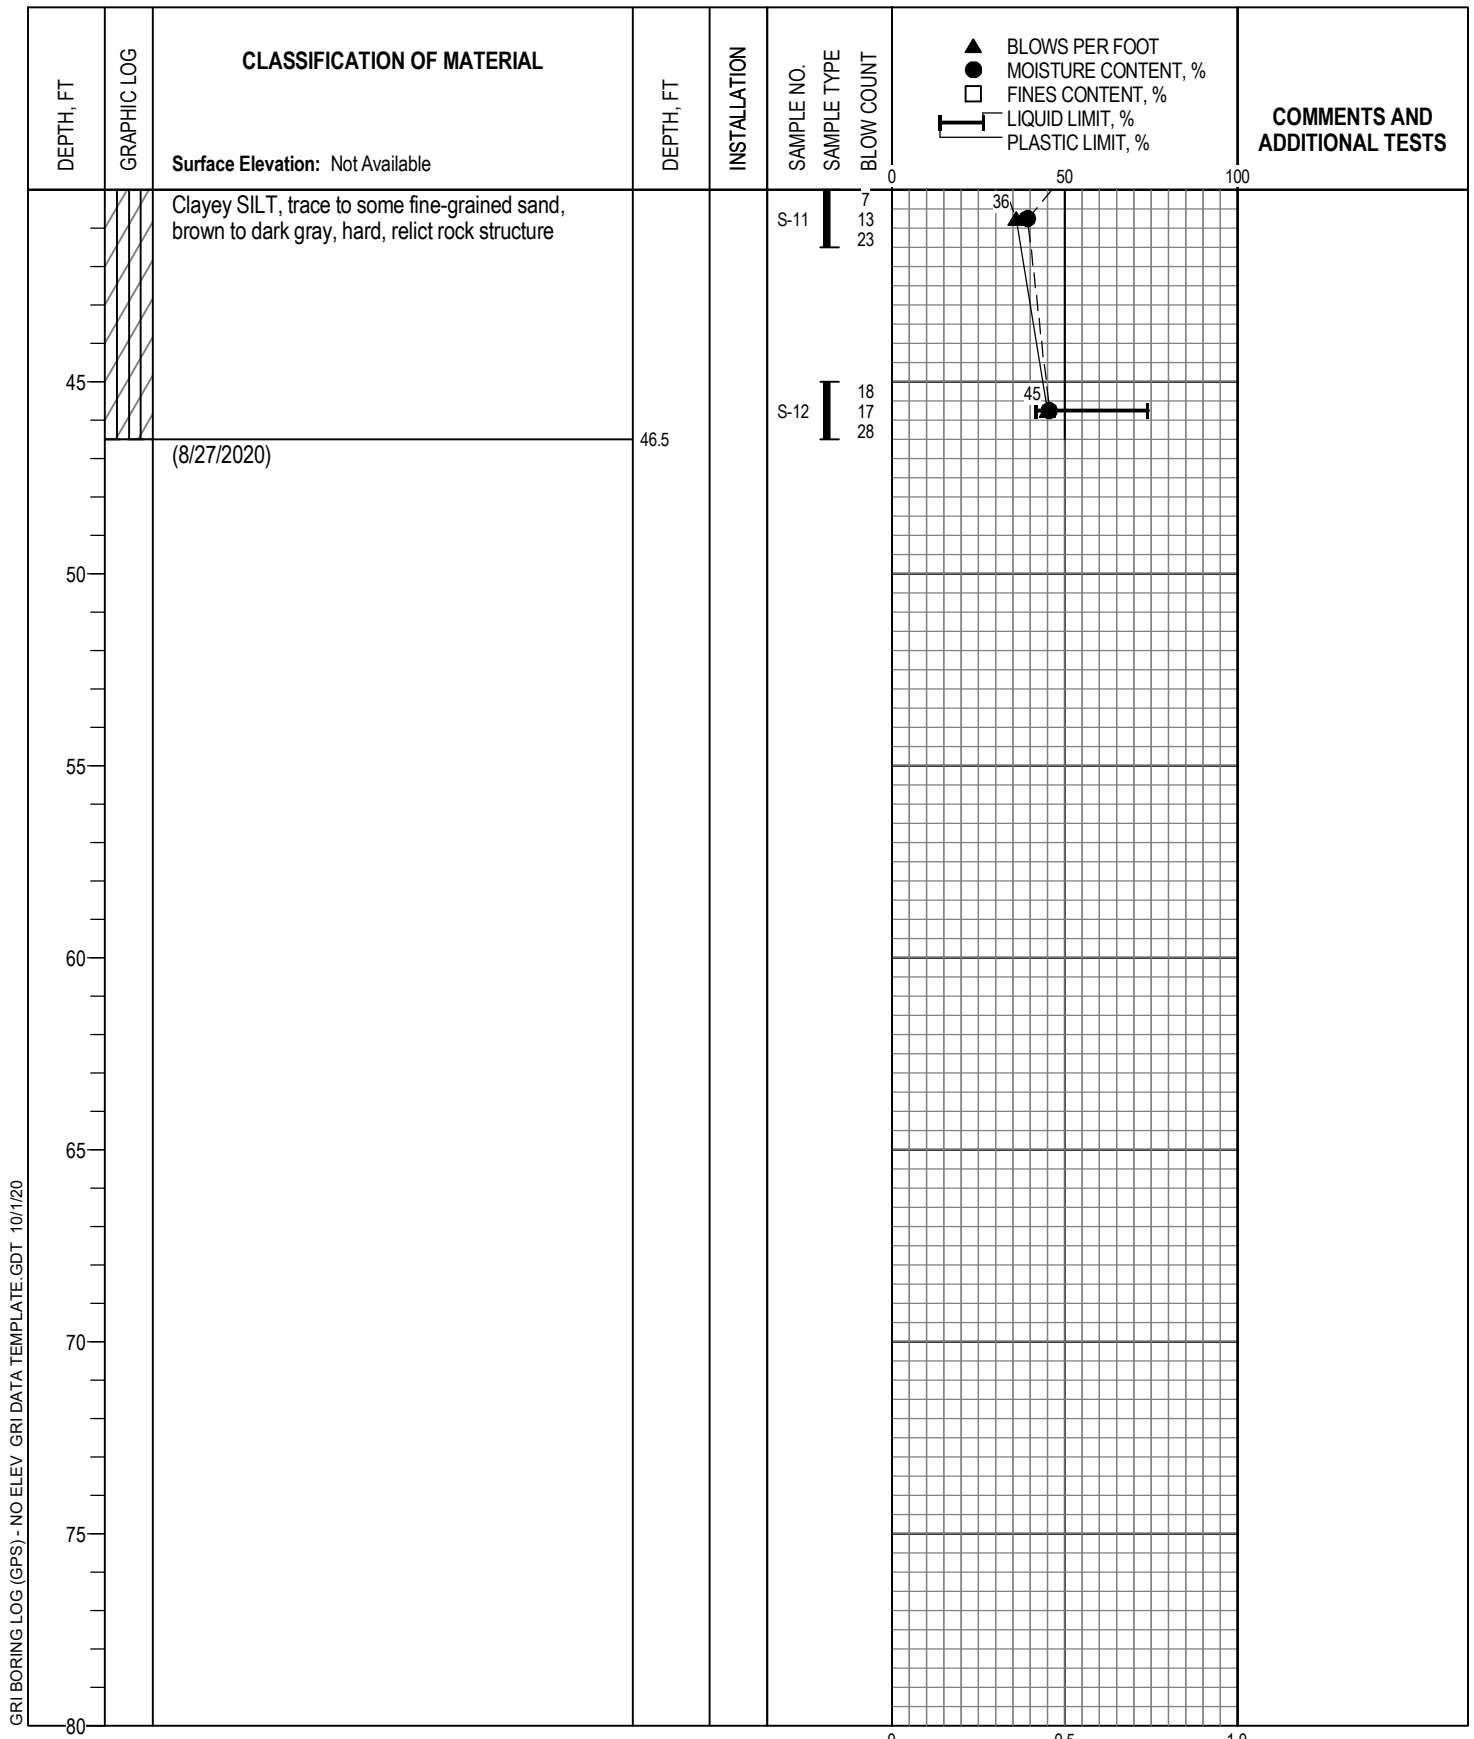 DEPTH, FT
GRAPHIC LOG
CLASSIFICATION OF MATERIAL
Surface Elevation: Not Available
DEPTH, FT
INSTALLATION
SAMPLE NO.
SAMPLE TYPE
BLOW COUNT
BLOWS PER FOOT
MOISTURE CONTENT, %
FINES CONTENT, %
LIQUID LIMIT, %
PLASTIC LIMIT, %
0 50 100
COMMENTS AND
ADDITIONAL TESTS
Clayey SILT, trace to some fine-grained sand,
brown to dark gray, hard, relict rock structure
S-11
7
13
23
36
45
S-12
18
17
28
45
46.5
(8/27/2020)
50
55
60
65
70
75
80
0 0.5 1.0
GRI BORING LOG (GPS) - NO ELEV GRI DATA TEMPLATE.GDT 10/1/20